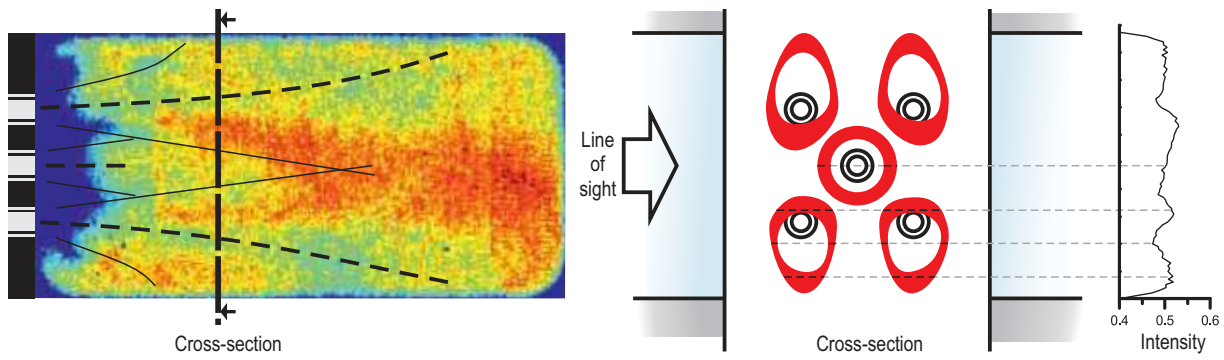 Cross-section
Line
of
sight
Cross-section
0.4 0.5 0.6
Intensity